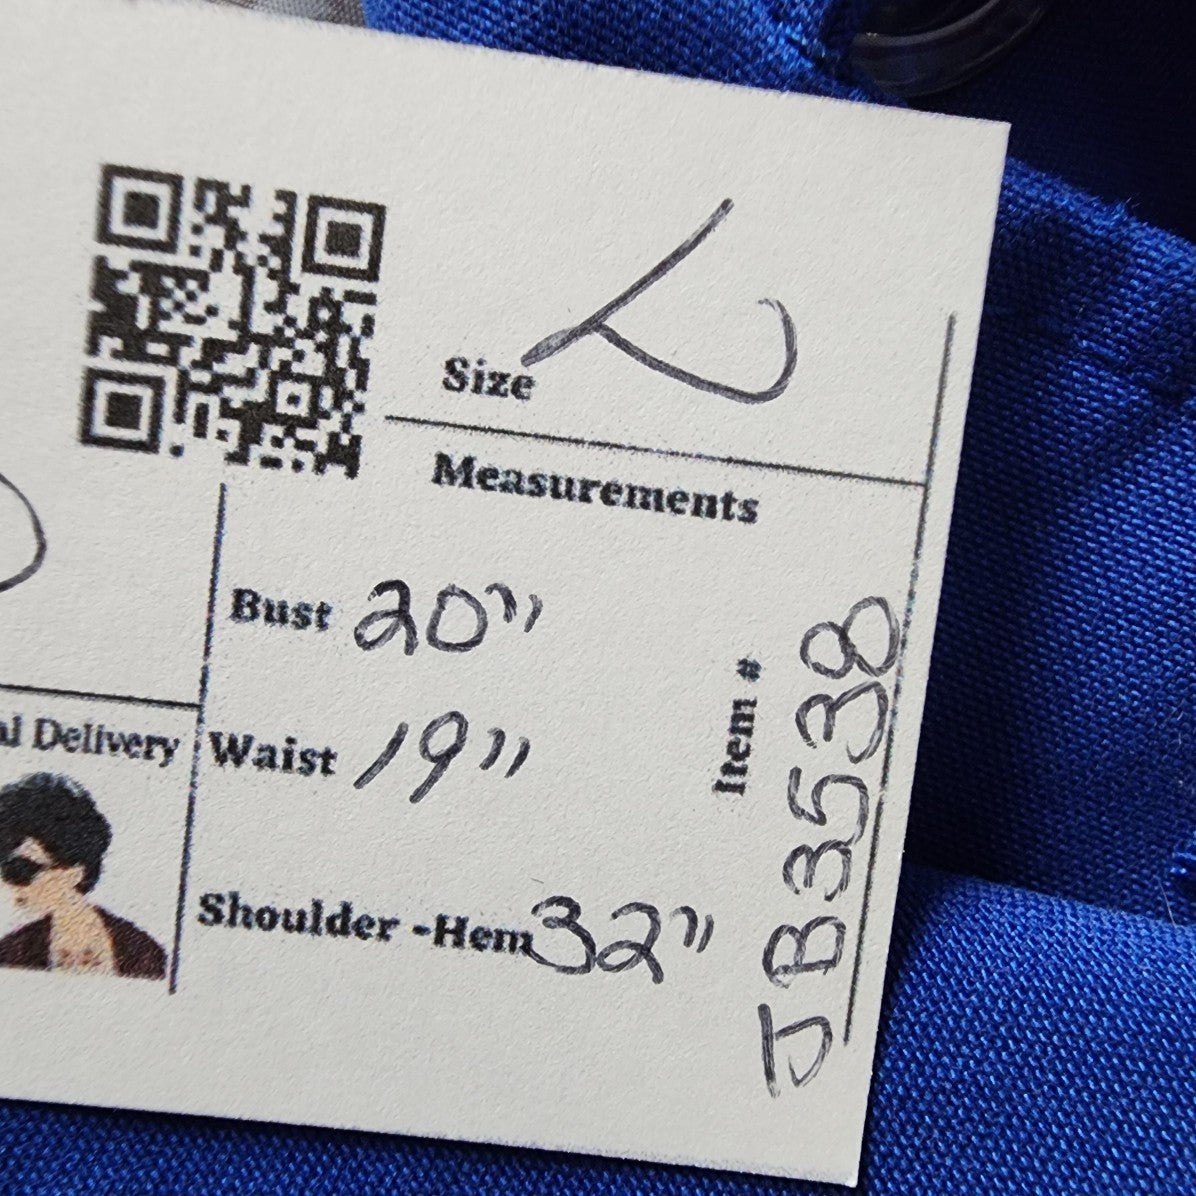 Size L
Measurements
Bust 20"
Waist 19"
Shoulder -Hem 32"
Item #
JB3538
al Delivery